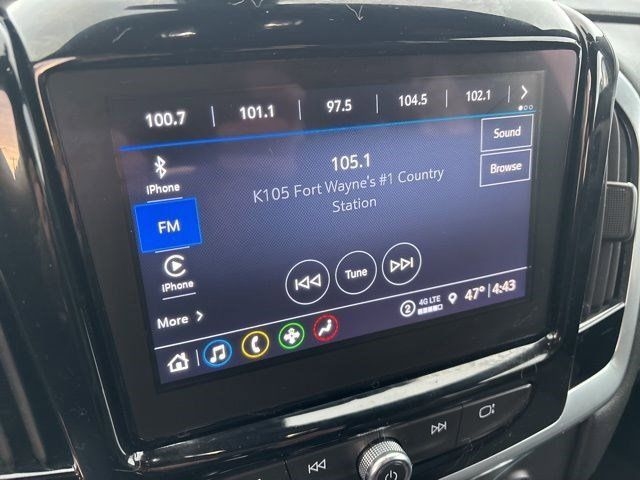 100.7 101.1 97.5 104.5 102.1
iPhone
FM
iPhone
More
105.1
K105 Fort Wayne's #1 Country
Station
Tune
Sound
Browse
2 4G LTE 47° 4:43